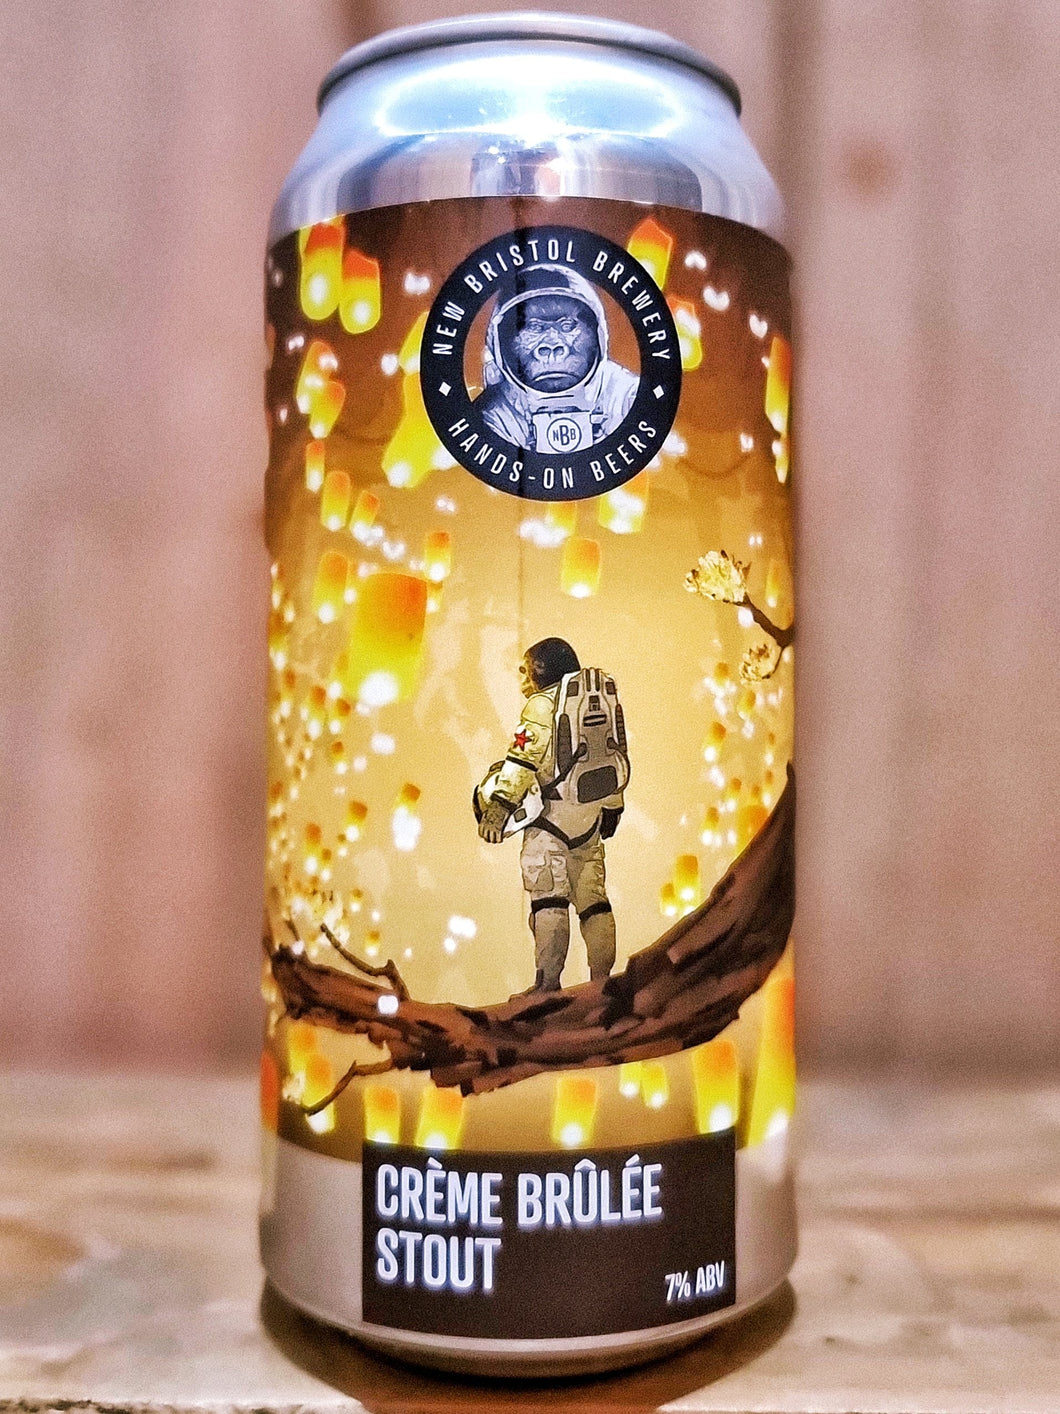 NEW BRISTOL BREWERY
HANDS-ON BEERS
NBB
CRÈME BRÛLÉE
STOUT
7% ABV